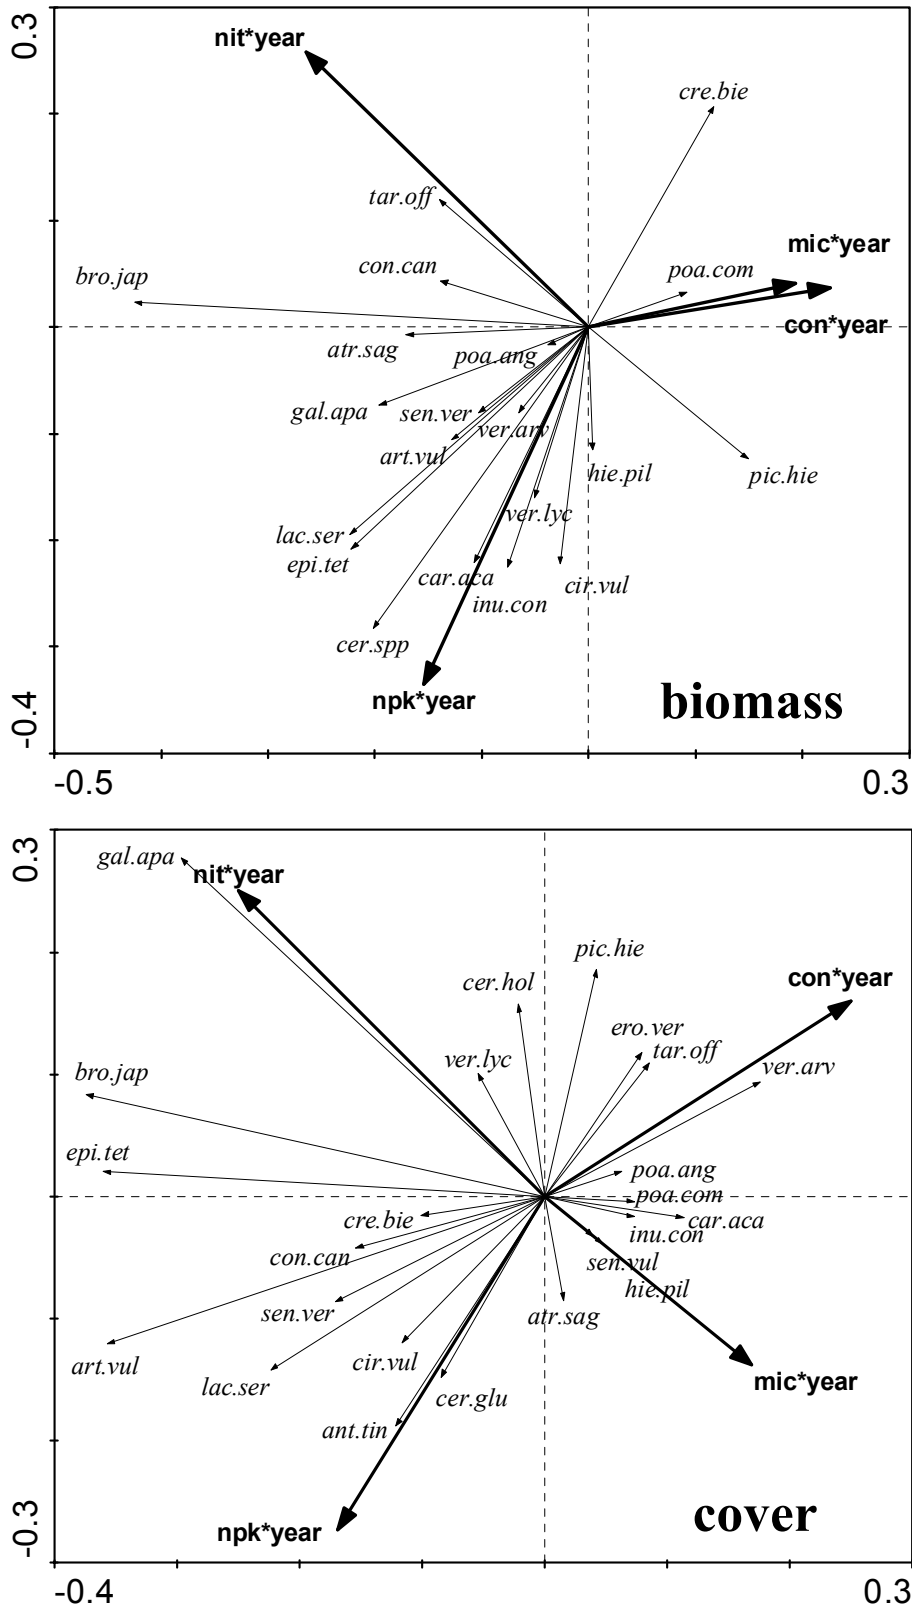 0.3
nit*year
cre.bie
tar.off
mic*year
con.can
poa.com
bro.jap
con*year
atr.sag
poa.ang
gal.apa
sen.ver
ver.arv
art.vul
hie.pil
pic.hie
ver.lyc
lac.ser
epi.tet
car.aca
cir.vul
inu.con
cer.spp
npk*year
biomass
-0.4
-0.5
0.3
0.3
gal.apa
nit*year
pic.hie
cer.hol
con*year
ero.ver
tar.off
ver.lyc
ver.arv
bro.jap
epi.tet
poa.ang
poa.com
cre.bie
car.aca
inu.con
con.can
sen.vul
hie.pil
sen.ver
atr.sag
art.vul
cir.vul
lac.ser
mic*year
cer.glu
ant.tin
npk*year
cover
-0.3
-0.4
0.3